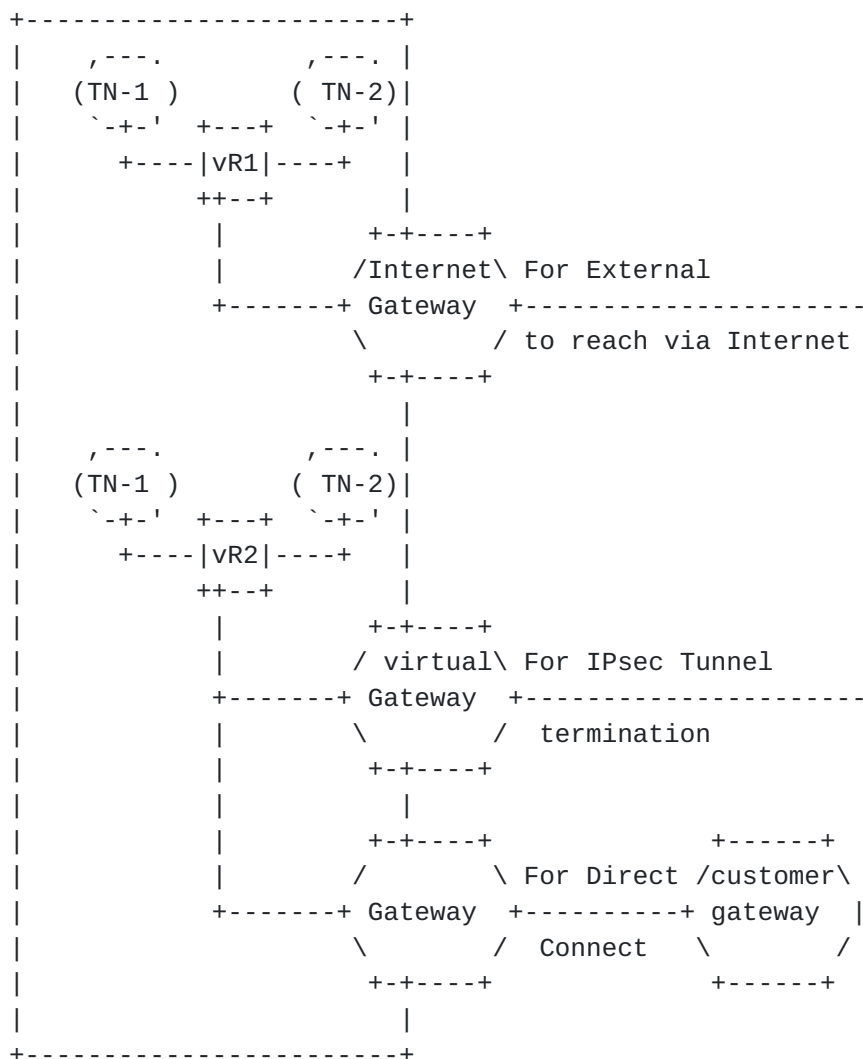 +------------------------+
|    ,---.         ,---. |
|   (TN-1 )       ( TN-2)|
|    `-+-'  +---+  `-+-' |
|      +----|vR1|----+   |
|           ++--+        |
|            |         +-+----+
|            |        /Internet\ For External
|            +-------+ Gateway  +----------------------
|                     \        / to reach via Internet
|                      +-+----+
|                        |
|    ,---.         ,---. |
|   (TN-1 )       ( TN-2)|
|    `-+-'  +---+  `-+-' |
|      +----|vR2|----+   |
|           ++--+        |
|            |         +-+----+
|            |        / virtual\ For IPsec Tunnel
|            +-------+ Gateway  +----------------------
|            |        \        /  termination
|            |         +-+----+
|            |           |
|            |         +-+----+              +------+
|            |        /        \ For Direct /customer\
|            +-------+ Gateway  +----------+ gateway  |
|                     \        /  Connect   \        /
|                      +-+----+              +------+
|                        |
+------------------------+